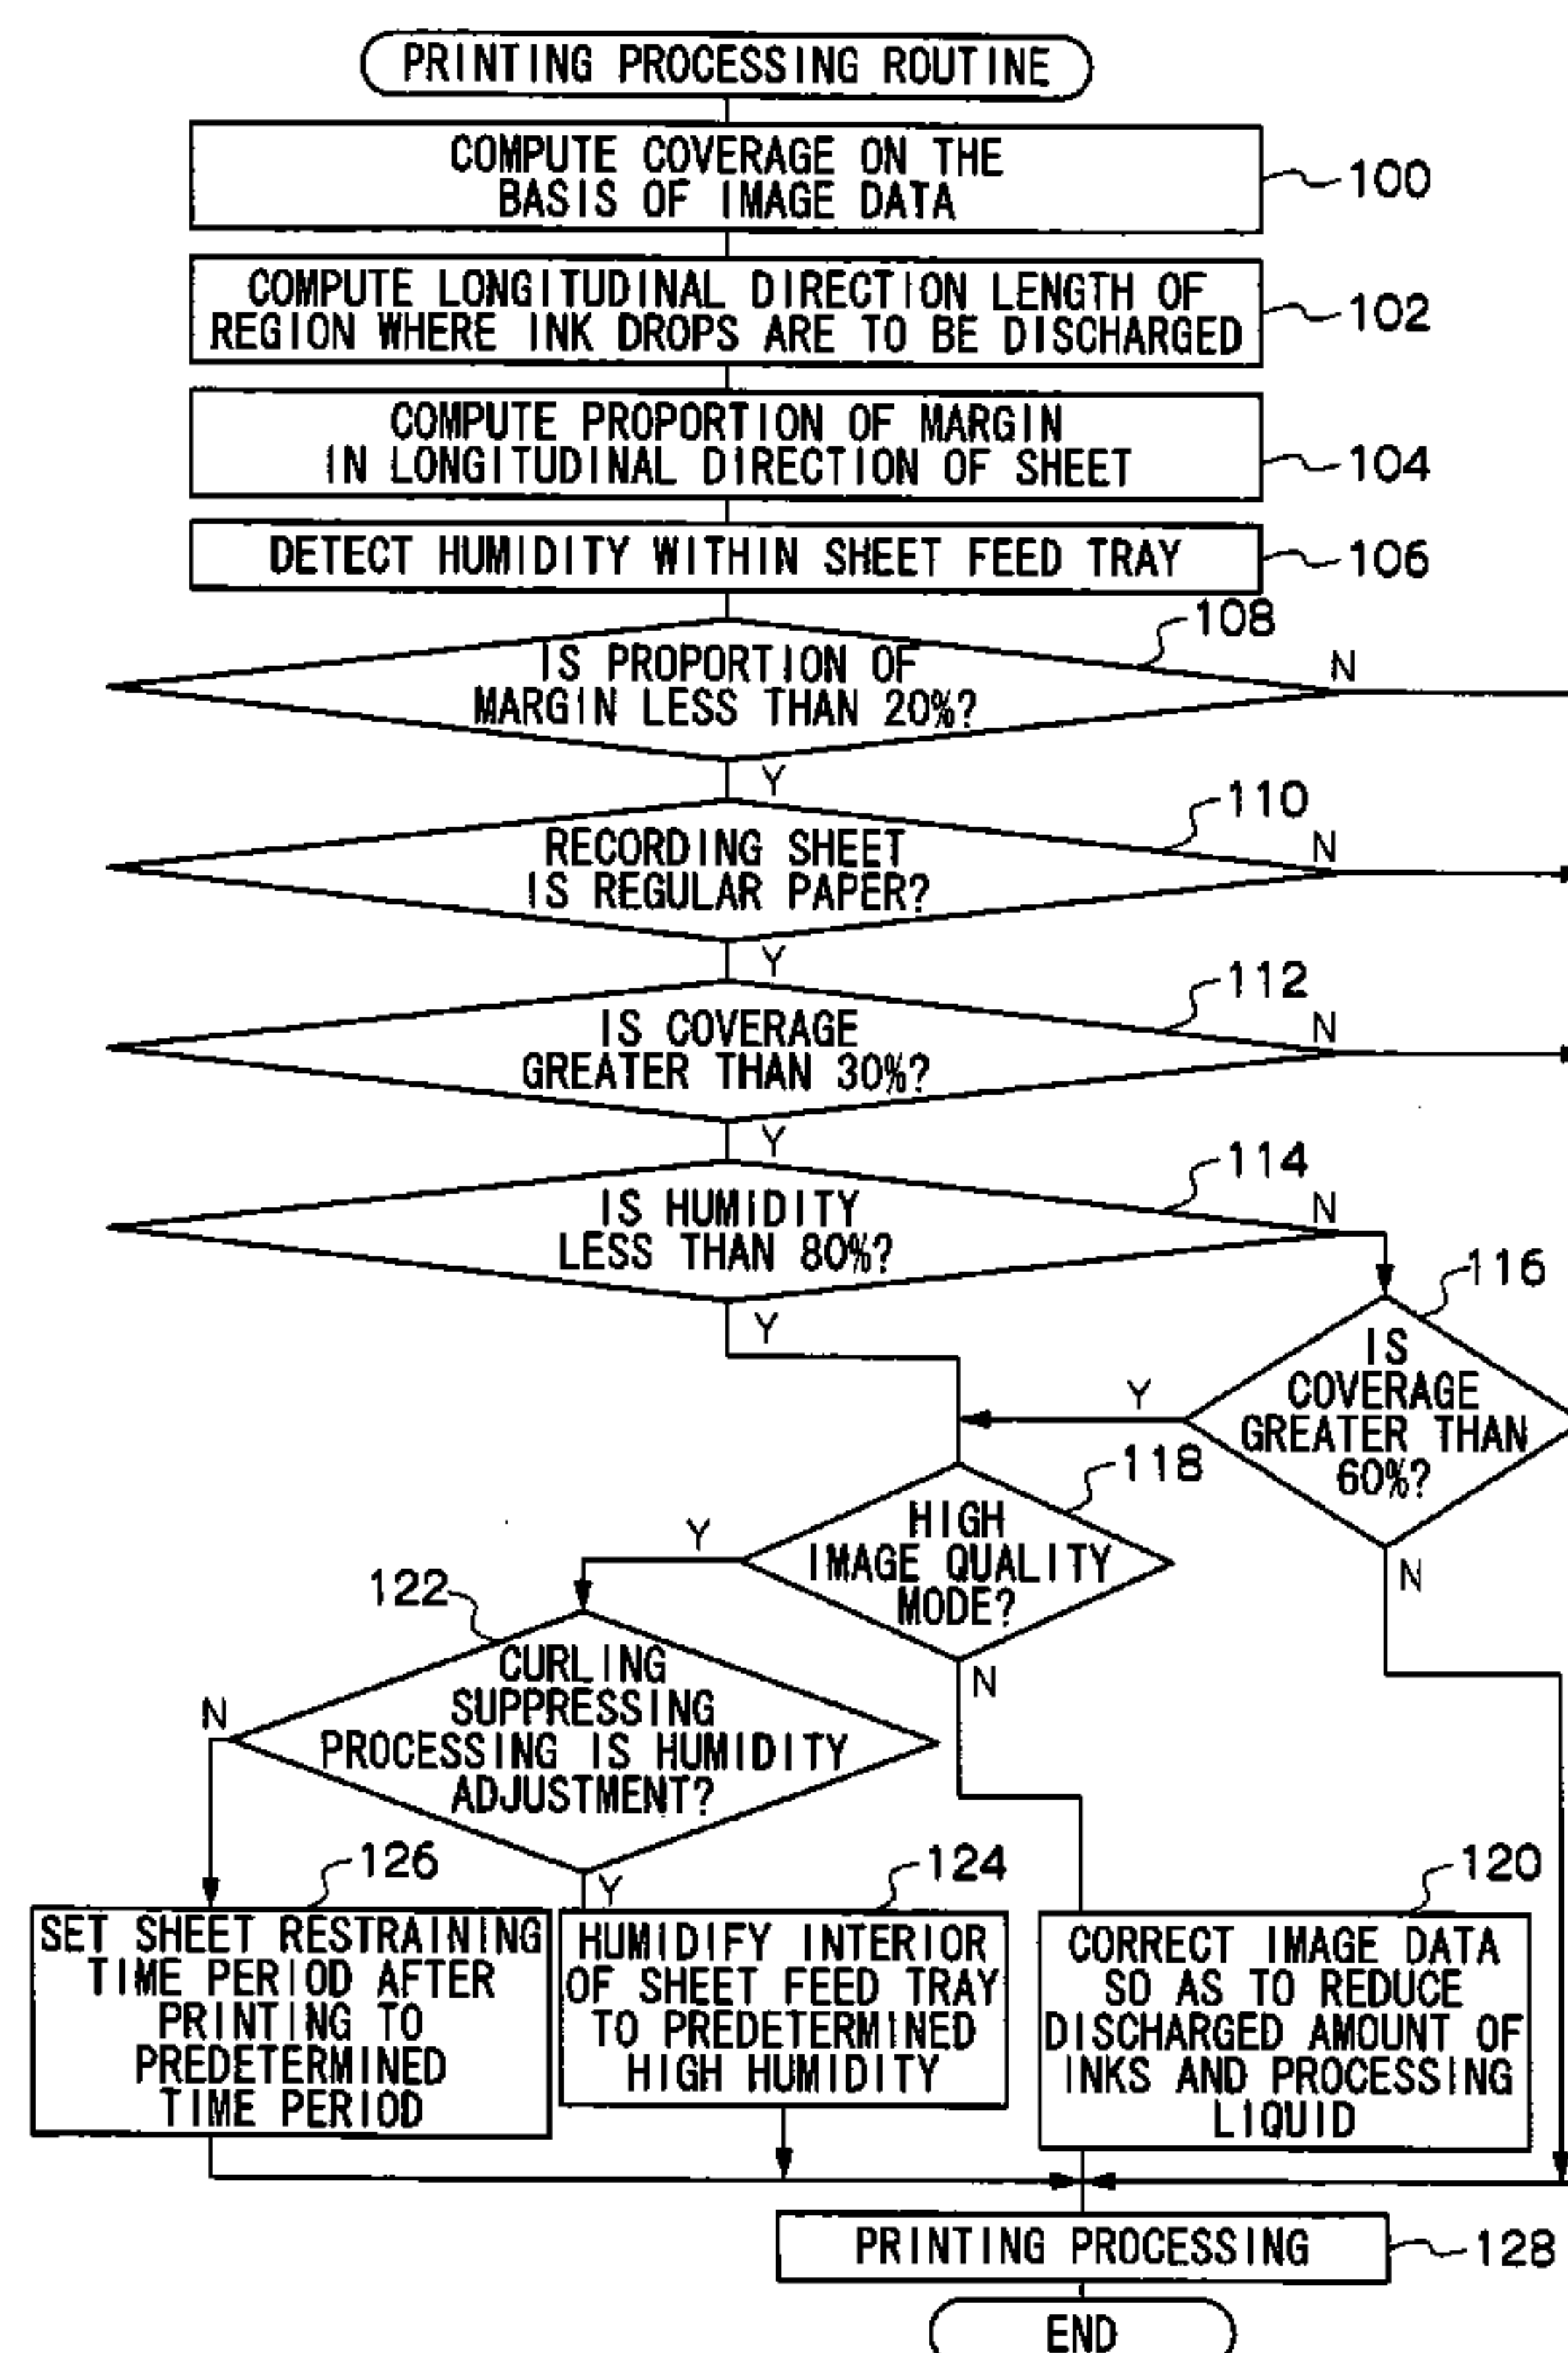 PRINTING PROCESSING ROUTINE
COMPUTE COVERAGE ON THE
BASIS OF IMAGE DATA
100
COMPUTE LONGITUDINAL DIRECTION LENGTH OF
REGION WHERE INK DROPS ARE TO BE DISCHARGED
102
COMPUTE PROPORTION OF MARGIN
IN LONGITUDINAL DIRECTION OF SHEET
104
DETECT HUMIDITY WITHIN SHEET FEED TRAY
106
108
IS PROPORTION OF
MARGIN LESS THAN 20%?
N
Y
110
RECORDING SHEET
IS REGULAR PAPER?
N
Y
112
IS COVERAGE
GREATER THAN 30%?
N
Y
114
IS HUMIDITY
LESS THAN 80%?
N
Y
116
IS
COVERAGE
GREATER THAN
60%?
Y
N
118
HIGH
IMAGE QUALITY
MODE?
Y
N
122
CURLING
SUPPRESSING
PROCESSING IS HUMIDITY
ADJUSTMENT?
N
Y
126
SET SHEET RESTRAINING
TIME PERIOD AFTER
PRINTING TO
PREDETERMINED
TIME PERIOD
124
HUMIDIFY INTERIOR
OF SHEET FEED TRAY
TO PREDETERMINED
HIGH HUMIDITY
120
CORRECT IMAGE DATA
SO AS TO REDUCE
DISCHARGED AMOUNT OF
INKS AND PROCESSING
LIQUID
PRINTING PROCESSING
128
END